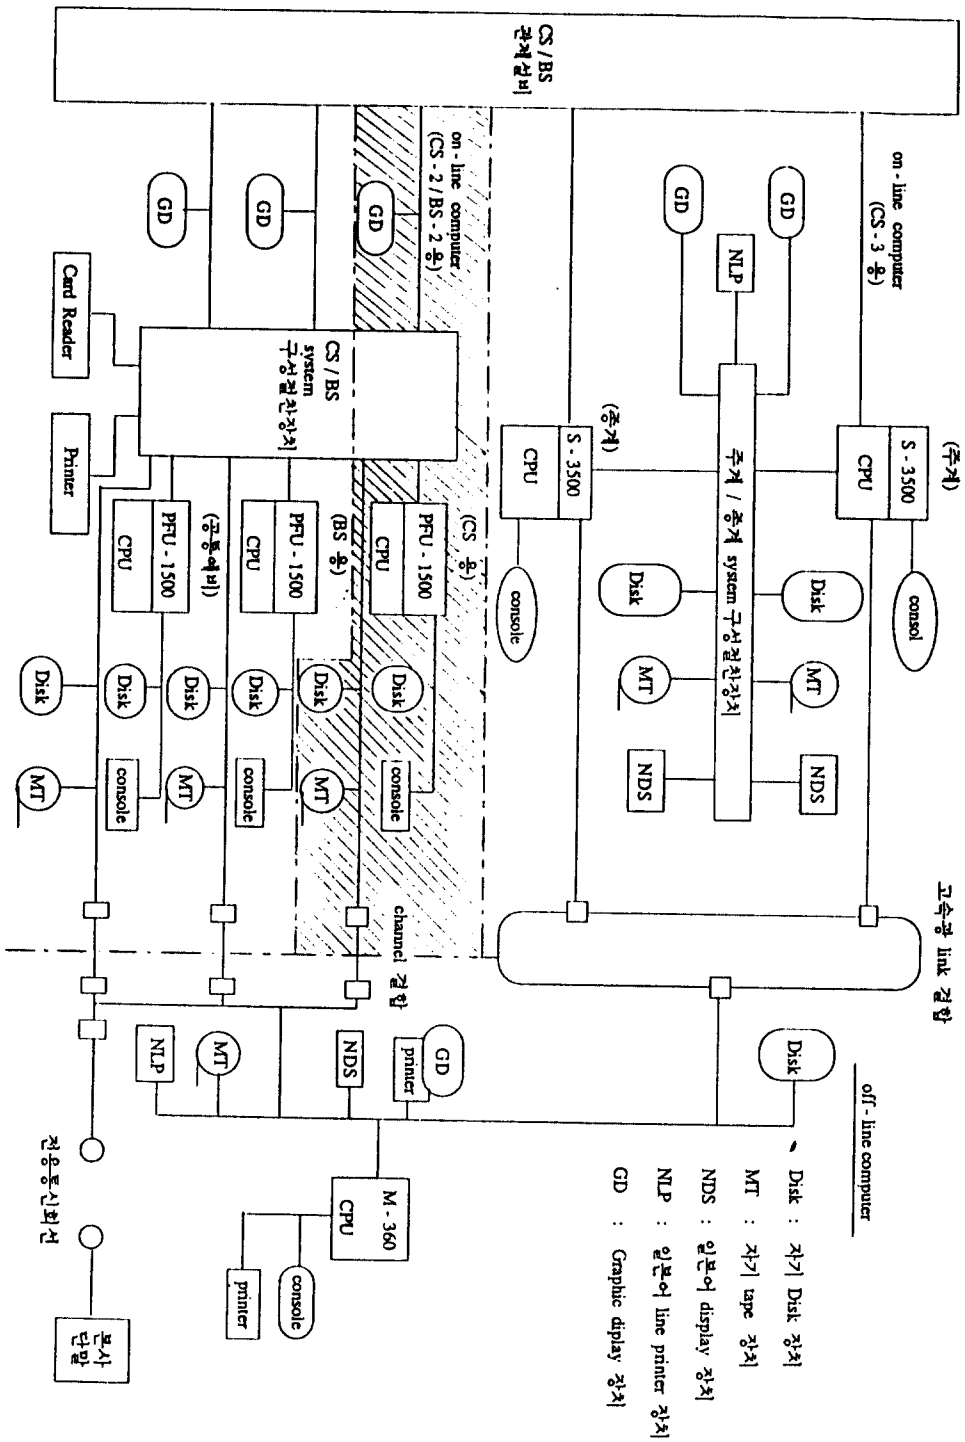 CS / BS
관제설비
on - line computer
(CS - 3 용)
(주계)
S - 3500
CPU
consol
GD
GD
NLP
주계 / 종계 system 구성절환장치
Disk
Disk
MT
MT
NDS
NDS
(종계)
S - 3500
CPU
console
고속광 link 결합
on - line computer
(CS - 2 / BS - 2 용)
GD
GD
GD
CS / BS
system
구성절환장치
Card Reader
Printer
(CS 용)
PFU - 1500
CPU
Disk
console
(BS 용)
PFU - 1500
CPU
Disk
MT
Disk
console
(공통예비)
PFU - 1500
CPU
Disk
MT
Disk
console
Disk
MT
channel 결합
off - line computer
Disk
GD
printer
NDS
MT
NLP
M - 360
CPU
console
printer
전용통신회선
본사
단말
Disk : 자기 Disk 장치
MT : 자기 tape 장치
NDS : 일본어 display 장치
NLP : 일본어 line printer 장치
GD : Graphic diplay 장치